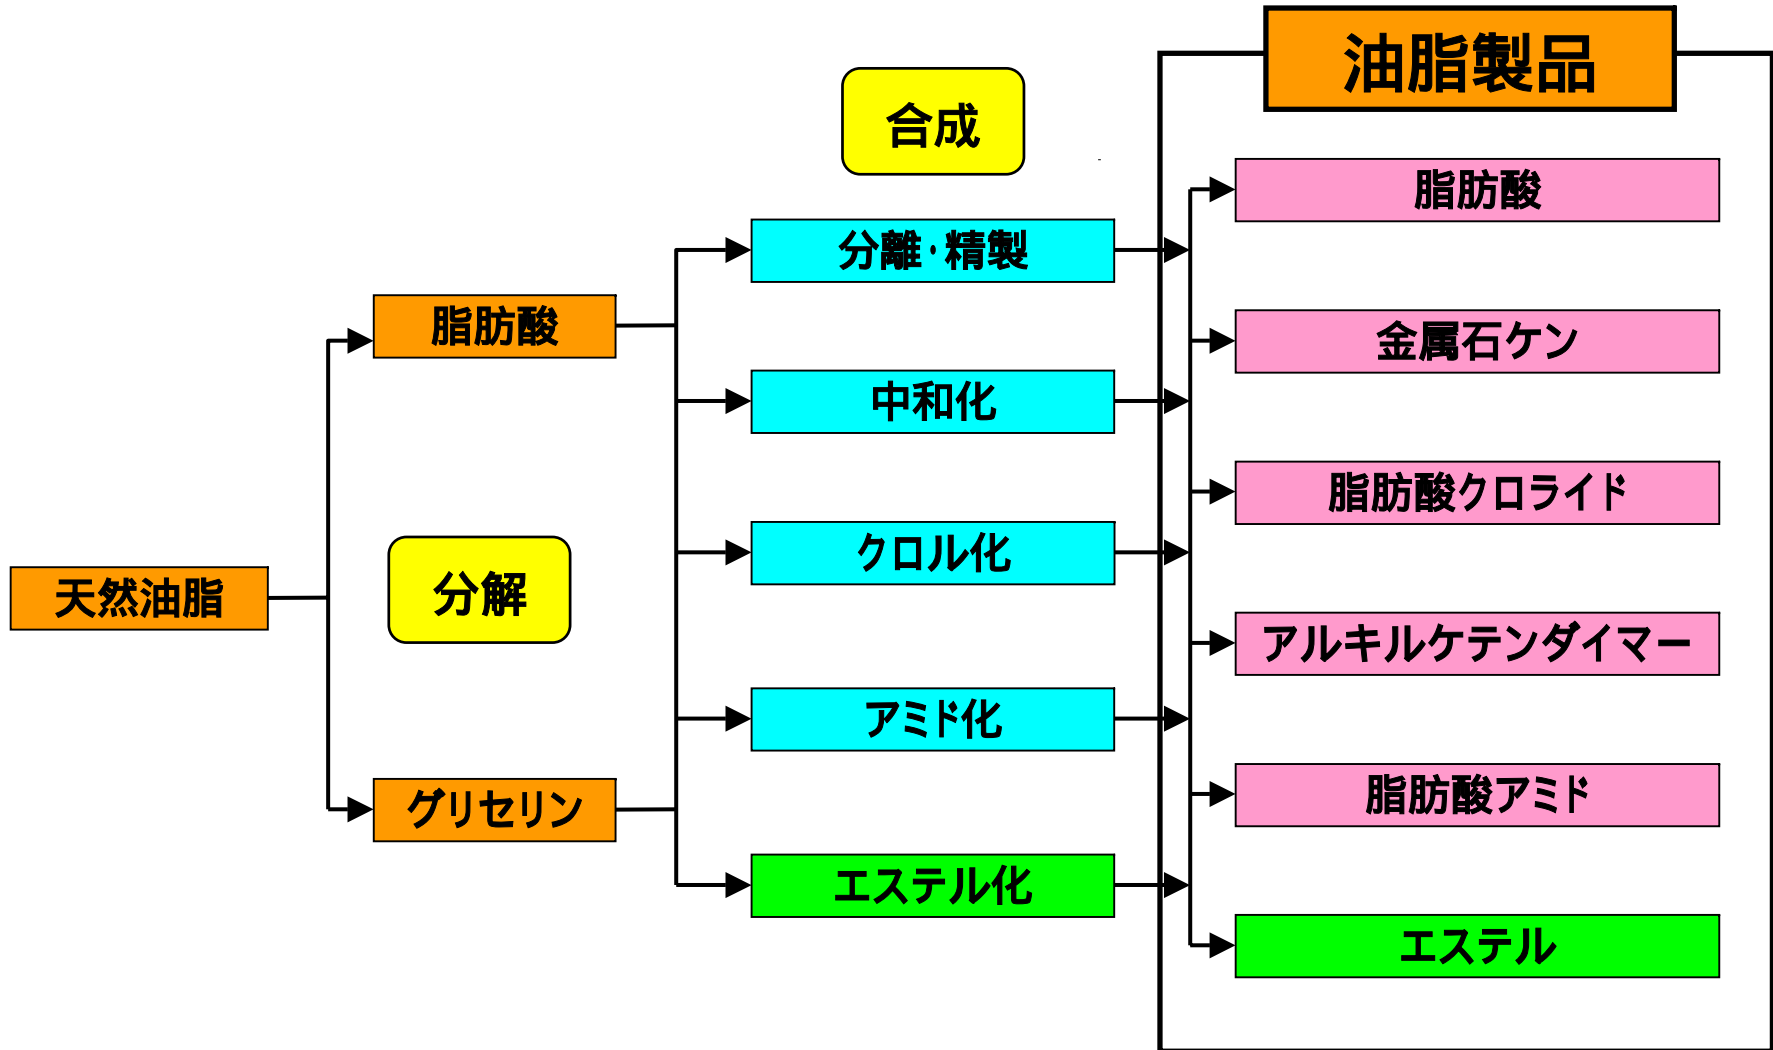 油脂製品
合成
脂肪酸
分離・精製
脂肪酸
金属石ケン
中和化
脂肪酸クロライド
クロル化
分解
天然油脂
アルキルケテンダイマー
アミド化
脂肪酸アミド
グリセリン
エステル化
エステル